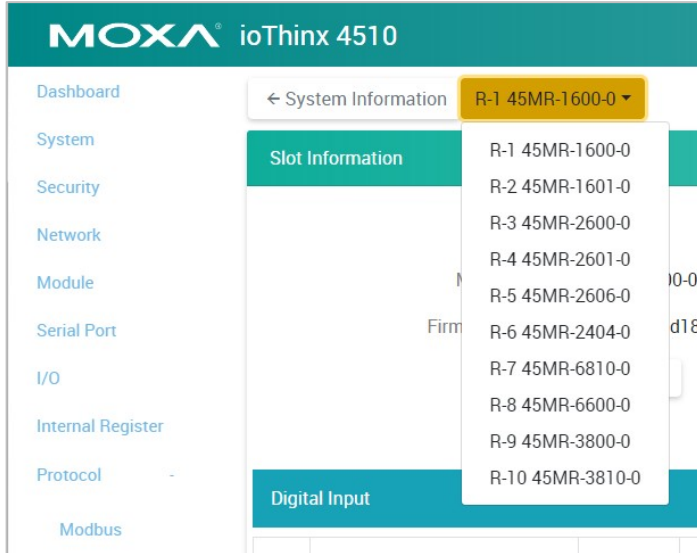 MOXA® ioThinx 4510
Dashboard
System
Security
Network
Module
Serial Port
I/O
Internal Register
Protocol -
Modbus
← System Information R-1 45MR-1600-0
Slot Information
R-1 45MR-1600-0
R-2 45MR-1601-0
R-3 45MR-2600-0
R-4 45MR-2601-0
R-5 45MR-2606-0
R-6 45MR-2404-0
R-7 45MR-6810-0
R-8 45MR-6600-0
R-9 45MR-3800-0
R-10 45MR-3810-0
Firm
Digital Input